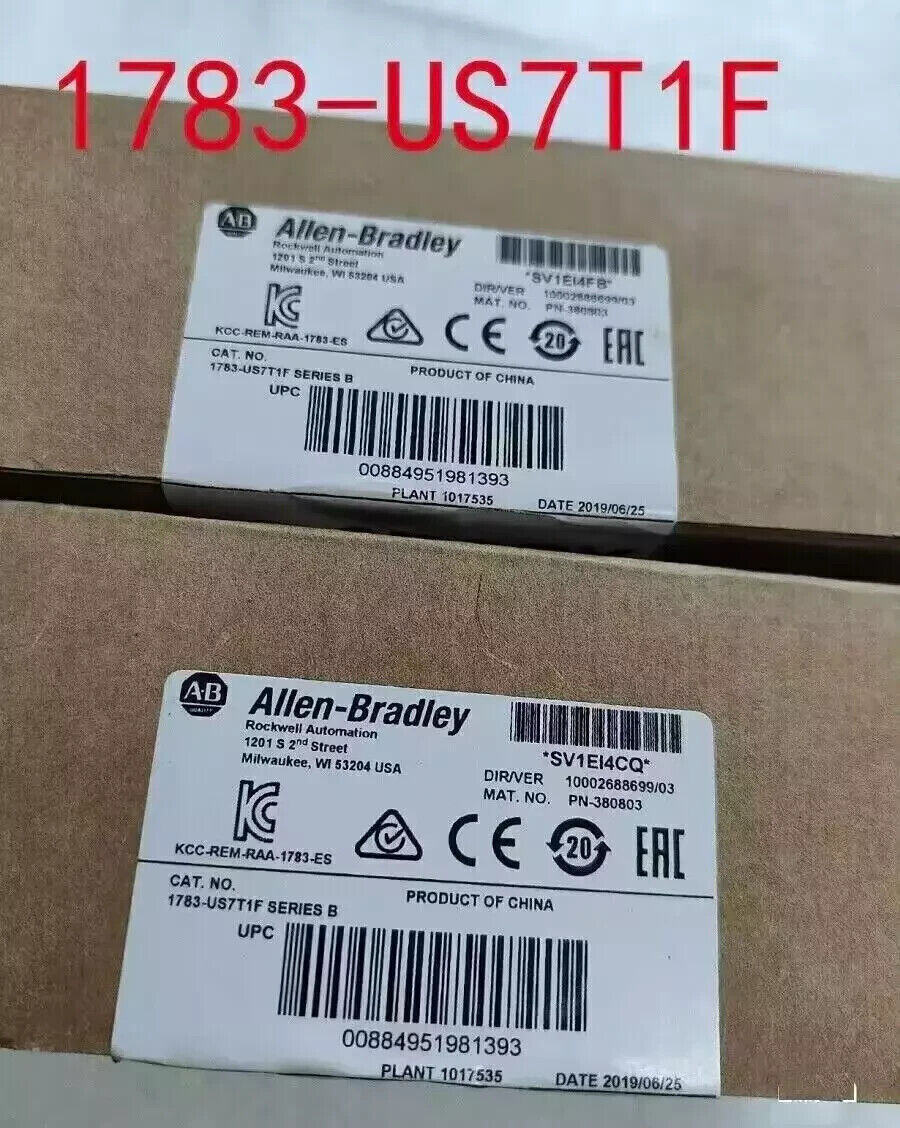 1783-US7T1F
AB
Allen-Bradley
Rockwell Automation
1201 S 2nd Street
Milwaukee, WI 53204 USA
*SV1EI4FB*
DIR/VER 10002688699/03
MAT. NO. PN-380803
KCC-REM-RAA-1783-ES
CE
20
EAC
CAT. NO.
1783-US7T1F SERIES B
PRODUCT OF CHINA
UPC
00884951981393
PLANT 1017535
DATE 2019/06/25
A-B
QUALITY
Allen-Bradley
Rockwell Automation
1201 S 2nd Street
Milwaukee, WI 53204 USA
*SV1EI4CQ*
DIR/VER 10002688699/03
MAT. NO. PN-380803
KC
KCC-REM-RAA-1783-ES
CE
20
EAC
CAT. NO.
1783-US7T1F SERIES B
PRODUCT OF CHINA
UPC
00884951981393
PLANT 1017535
DATE 2019/06/25